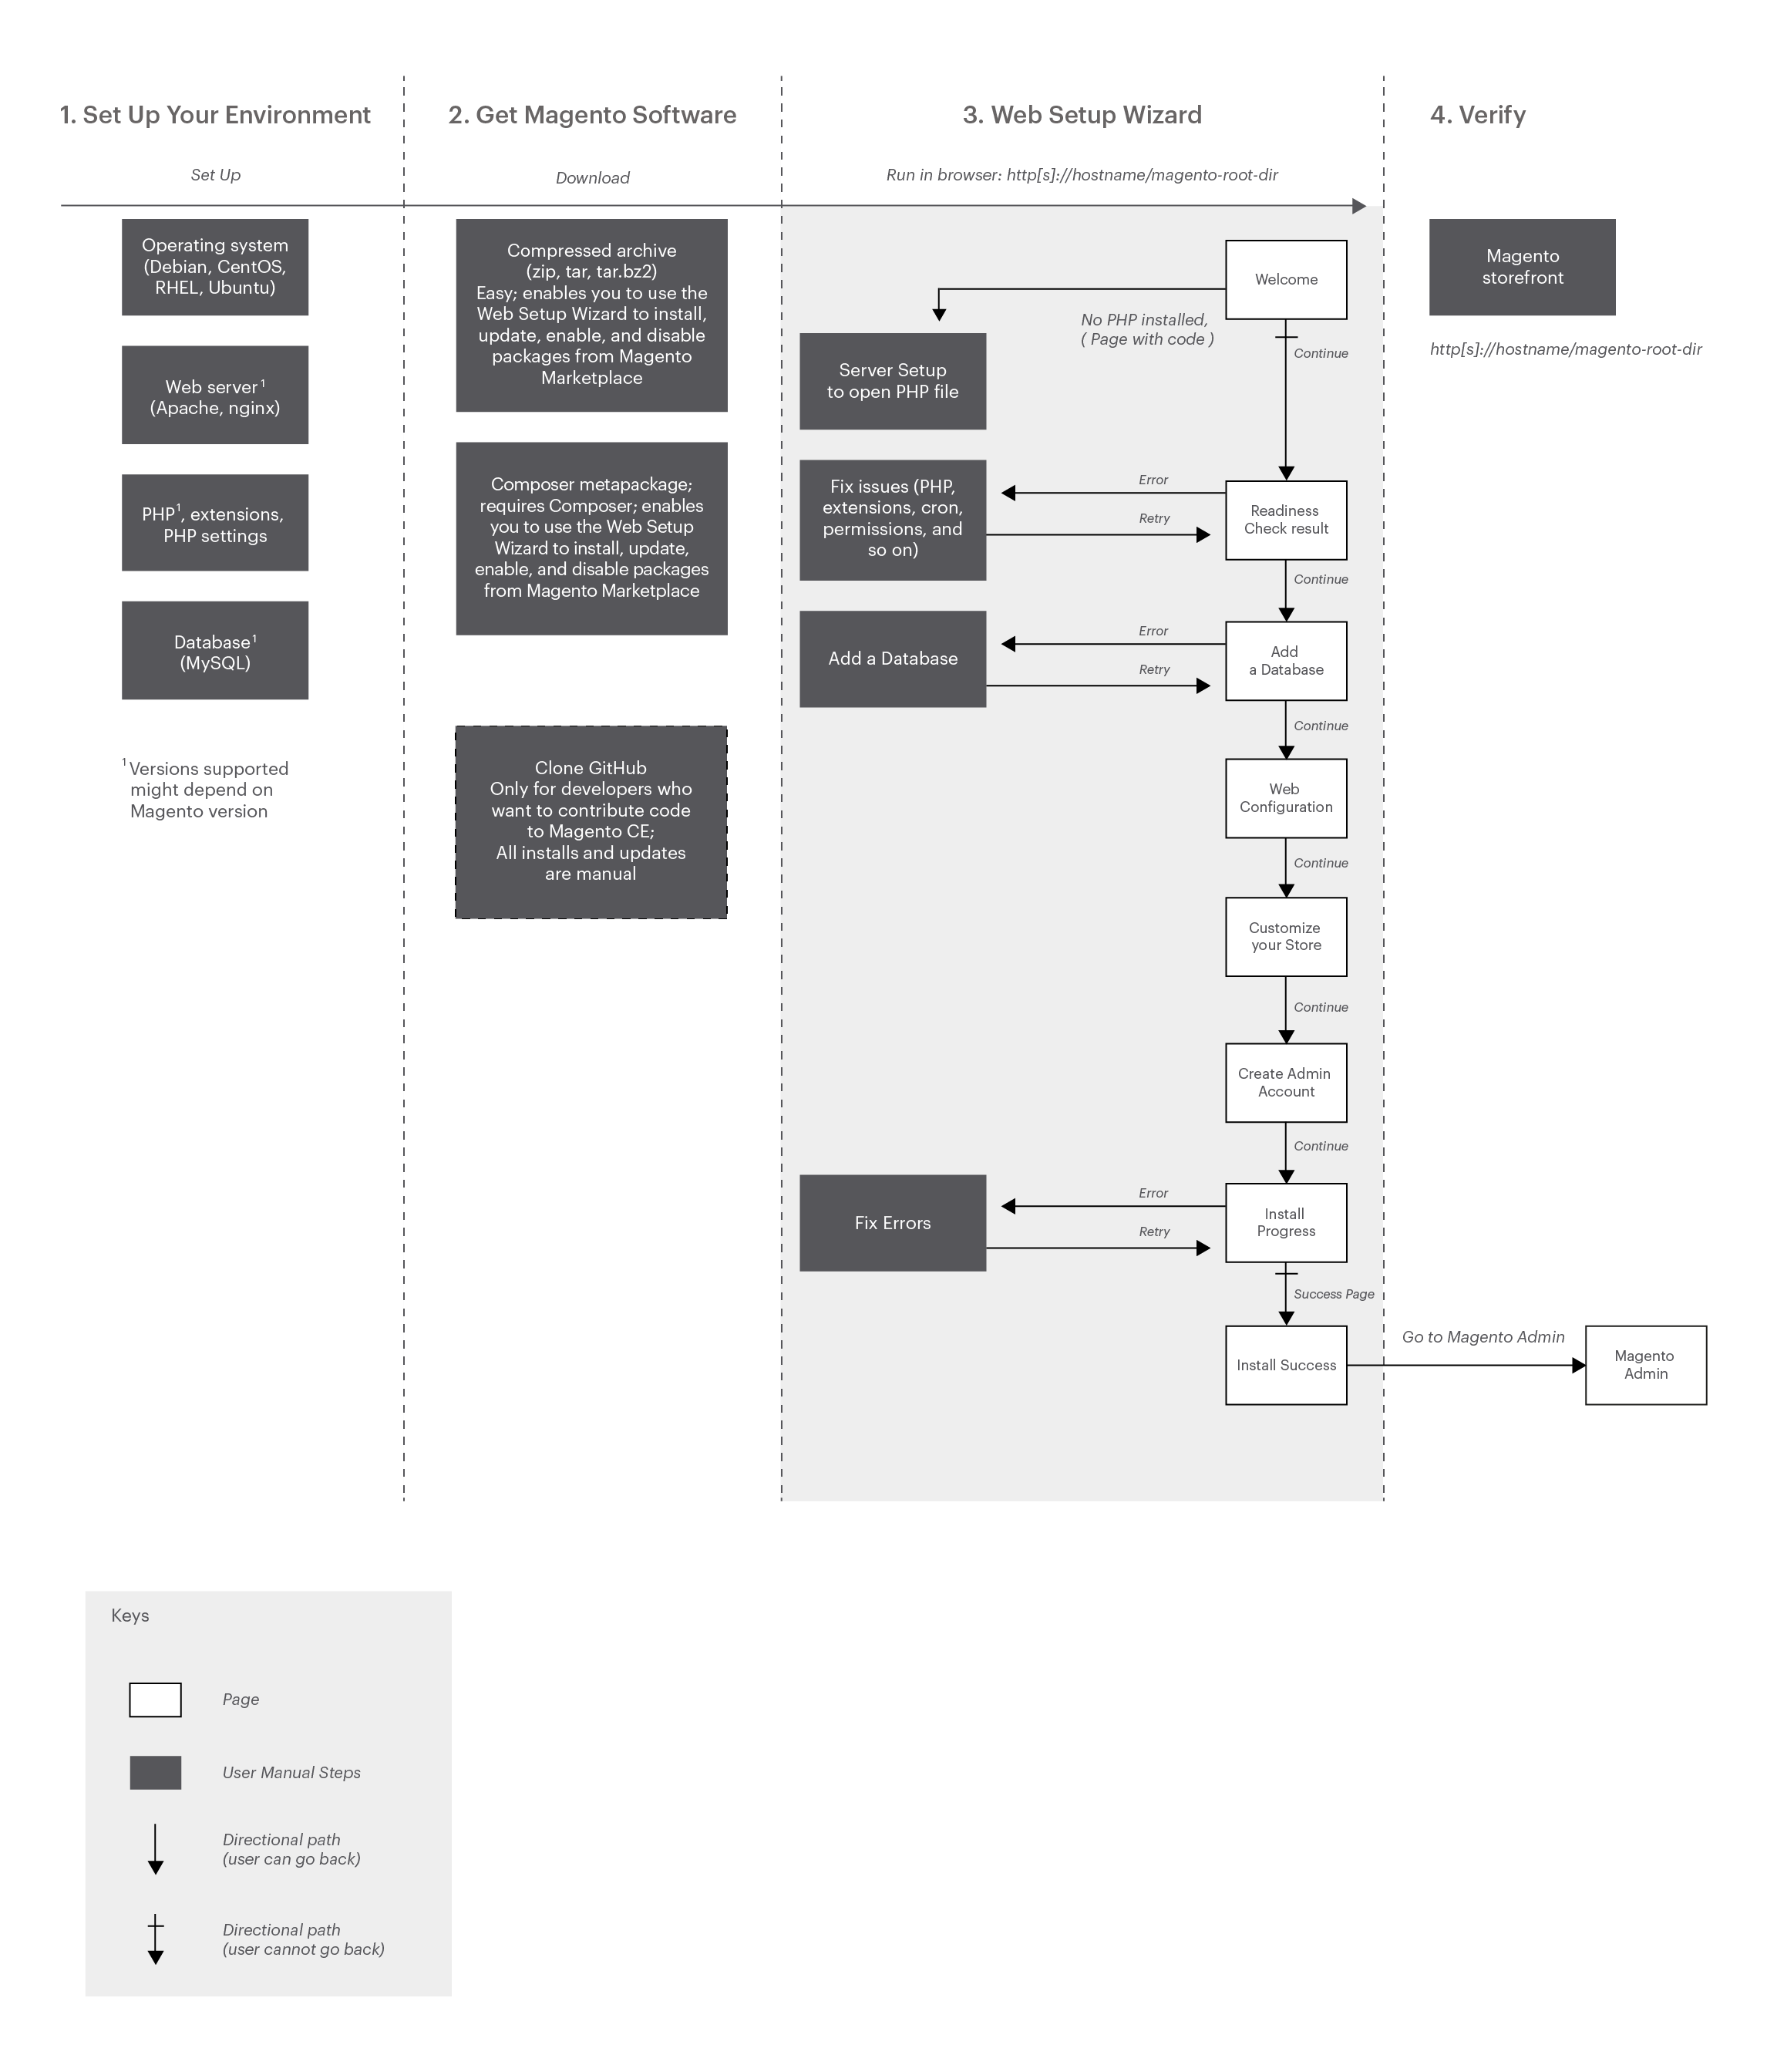 1. Set Up Your Environment
Set Up
Operating system
(Debian, CentOS,
RHEL, Ubuntu)
Web server¹
(Apache, nginx)
PHP¹, extensions,
PHP settings
Database¹
(MySQL)
¹ Versions supported
might depend on
Magento version
2. Get Magento Software
Download
Compressed archive
(zip, tar, tar.bz2)
Easy; enables you to use the
Web Setup Wizard to install,
update, enable, and disable
packages from Magento
Marketplace
Composer metapackage;
requires Composer; enables
you to use the Web Setup
Wizard to install, update,
enable, and disable packages
from Magento Marketplace
Clone GitHub
Only for developers who
want to contribute code
to Magento CE;
All installs and updates
are manual
3. Web Setup Wizard
Run in browser: http[s]://hostname/magento-root-dir
Welcome
No PHP installed,
( Page with code )
Continue
Server Setup
to open PHP file
Fix issues (PHP,
extensions, cron,
permissions, and
so on)
Error
Retry
Readiness
Check result
Continue
Add a Database
Error
Retry
Add
a Database
Continue
Web
Configuration
Continue
Customize
your Store
Continue
Create Admin
Account
Continue
Fix Errors
Error
Retry
Install
Progress
Success Page
Install Success
4. Verify
Magento
storefront
http[s]://hostname/magento-root-dir
Go to Magento Admin
Magento
Admin
Keys
Page
User Manual Steps
Directional path
(user can go back)
Directional path
(user cannot go back)